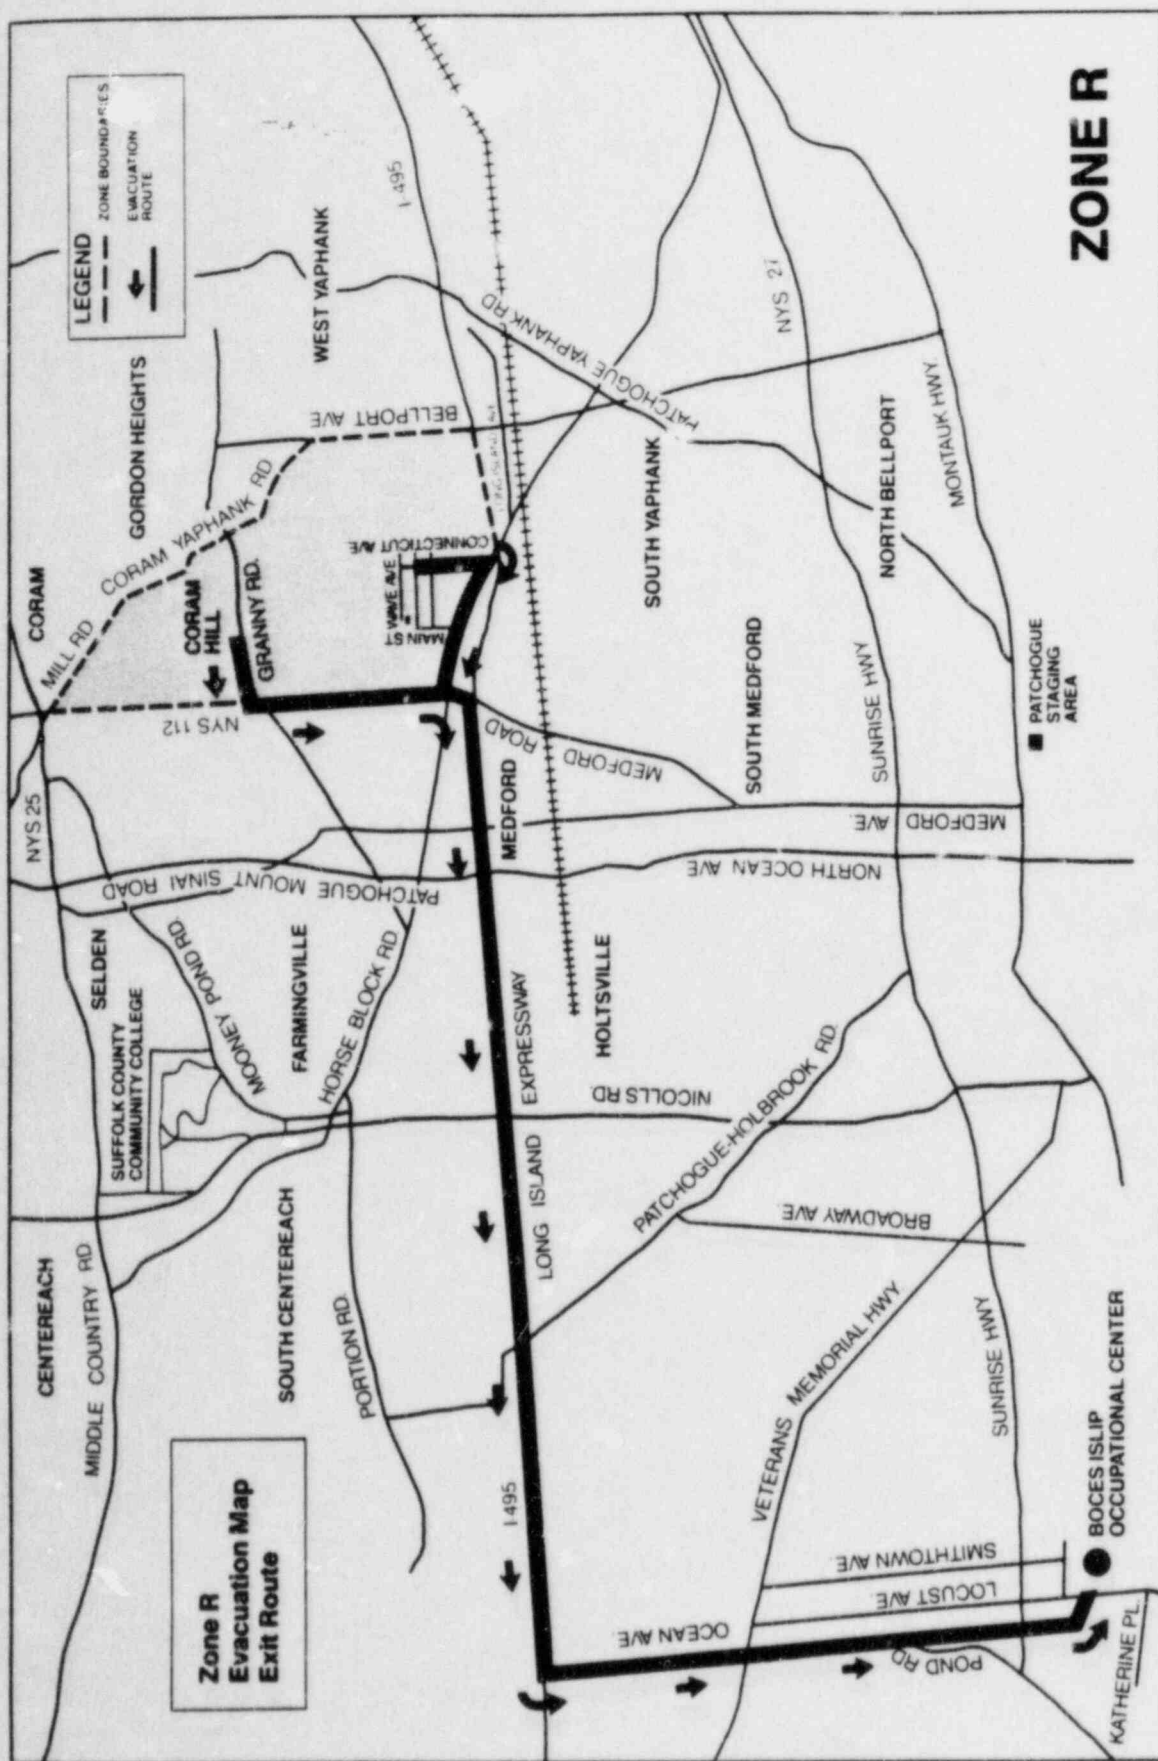 Zone R
Evacuation Map
Exit Route
LEGEND
ZONE BOUNDARIES
EVACUATION
ROUTE
ZONE R
CENTEREACH
MIDDLE COUNTRY RD
SUFFOLK COUNTY
COMMUNITY COLLEGE
SELDEN
NYS 25
CORAM
MILL RD
CORAM YAPHANK RD
GORDON HEIGHTS
CORAM
HILL
GRANNY RD.
NYS 112
WEST YAPHANK
BELLPORT AVE
I-495
PATCHOGUE MOUNT SINAI ROAD
MOONEY POND RD.
FARMINGVILLE
HORSE BLOCK RD.
SOUTH CENTEREACH
PORTION RD.
MAIN ST
WAVE AVE
CONNECTICUT AVE
LONG ISLAND AVE
PATCHOGUE YAPHANK RD
MEDFORD
MEDFORD ROAD
I 495
LONG ISLAND EXPRESSWAY
HOLTSVILLE
NICOLLS RD
NORTH OCEAN AVE
MEDFORD AVE.
SOUTH MEDFORD
SOUTH YAPHANK
NYS 27
SUNRISE HWY
NORTH BELLPORT
MONTAUK HWY.
PATCHOGUE
STAGING
AREA
PATCHOGUE-HOLBROOK RD.
BROADWAY AVE.
VETERANS MEMORIAL HWY
SUNRISE HWY
OCEAN AVE.
POND RD
LOCUST AVE.
SMITHTOWN AVE.
BOCES ISLIP
OCCUPATIONAL CENTER
KATHERINE PL.